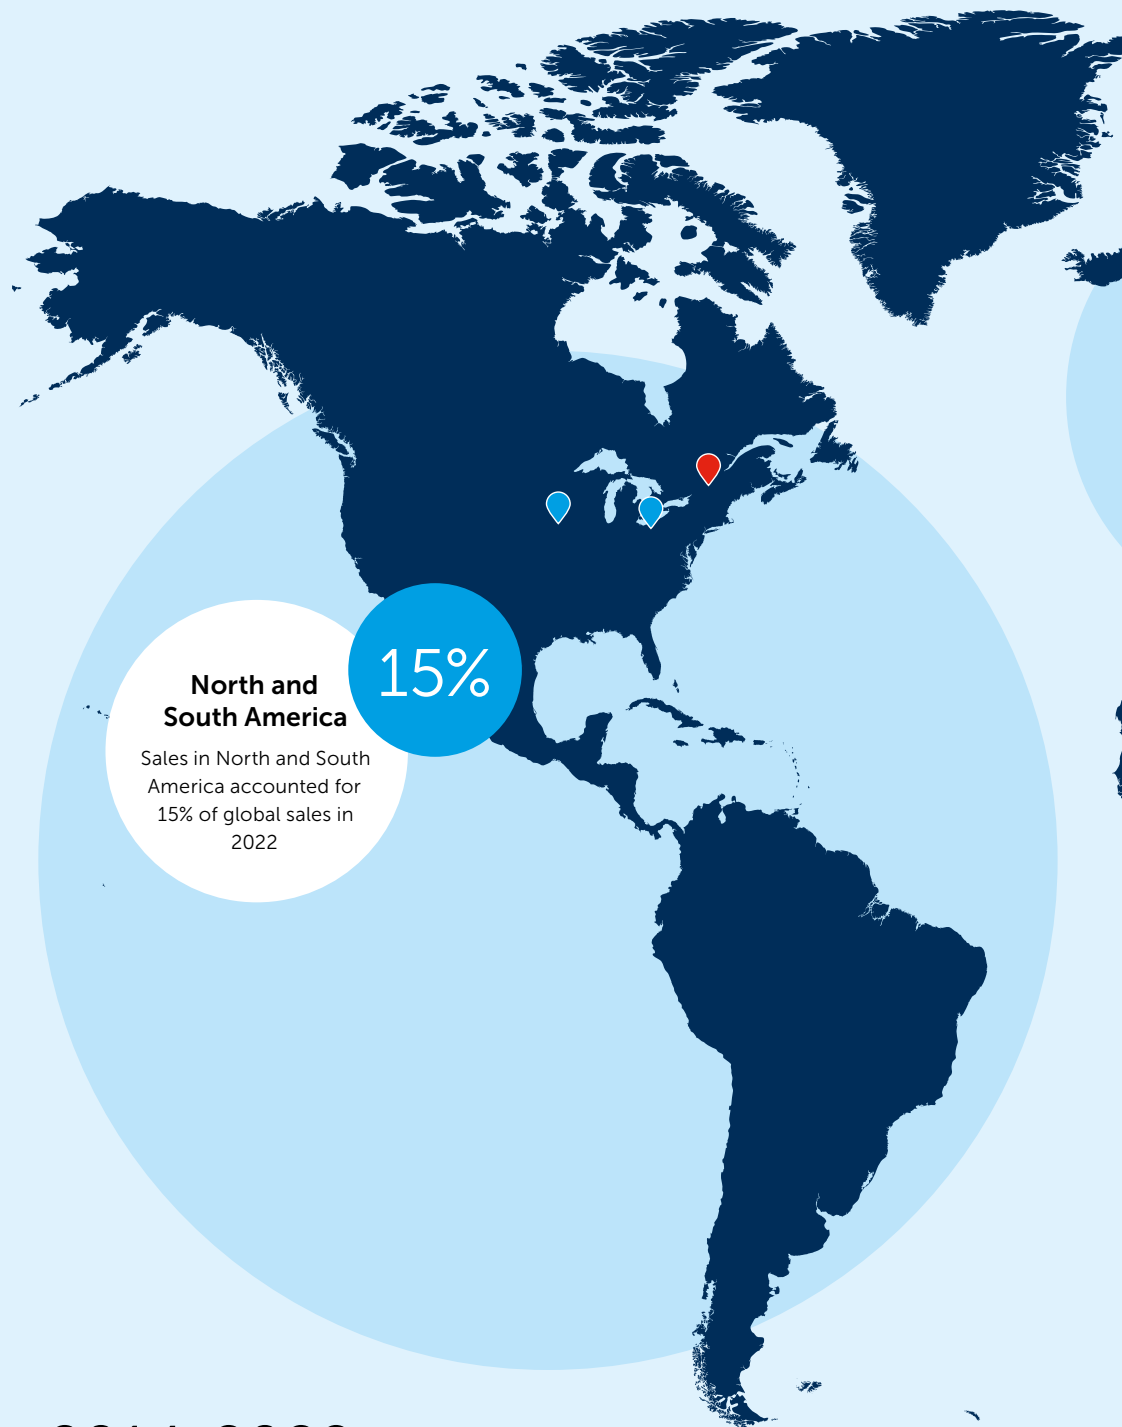 15%
North and
South America
Sales in North and South
America accounted for
15% of global sales in
2022